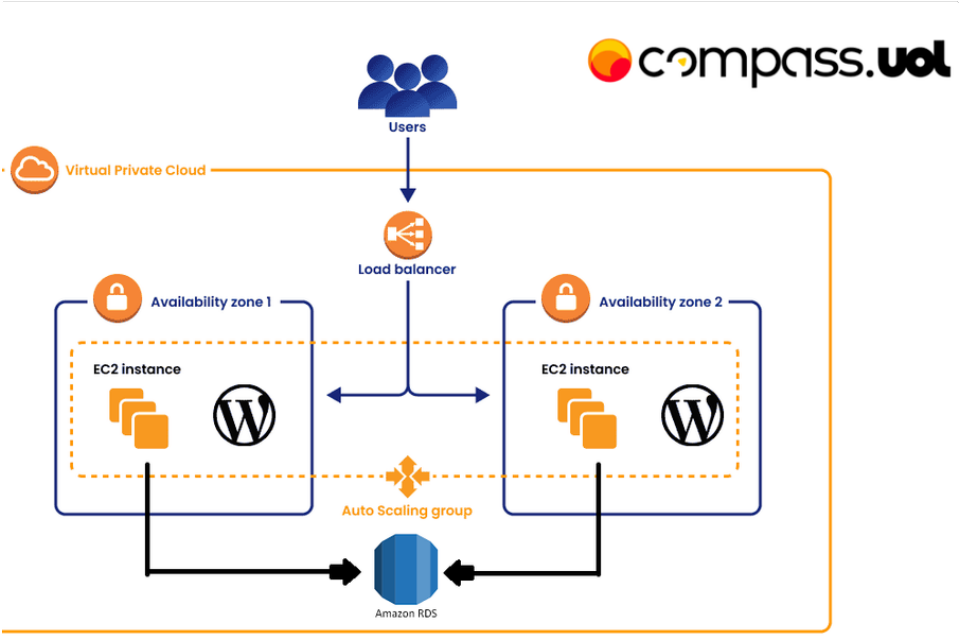 compass.uol
Users
Virtual Private Cloud
Load balancer
Availability zone 1
Availability zone 2
EC2 instance
EC2 instance
Auto Scaling group
Amazon RDS